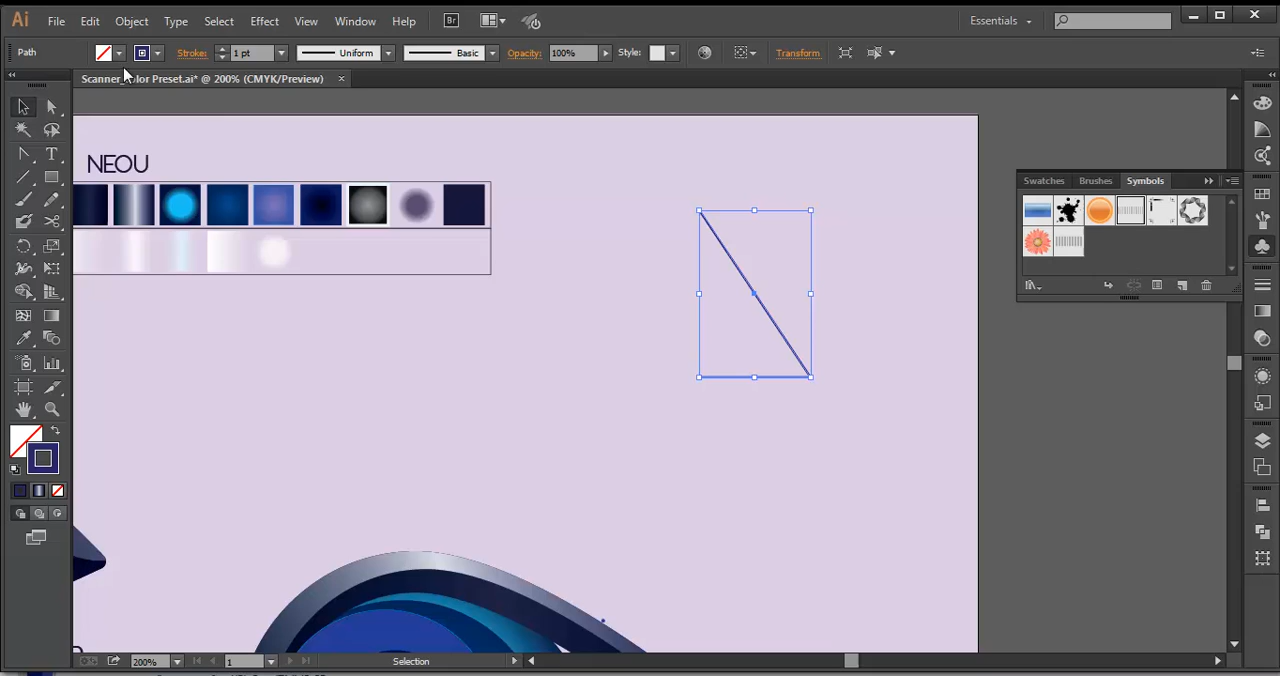 Ai File Edit Object Type Select Effect View Window Help Br Essentials
Path Stroke: 1 pt Uniform Basic Opacity: 100% Style: Transform
Scanner_Color Preset.ai* @ 200% (CMYK/Preview)
NEOU
Swatches Brushes Symbols
200% 1 Selection